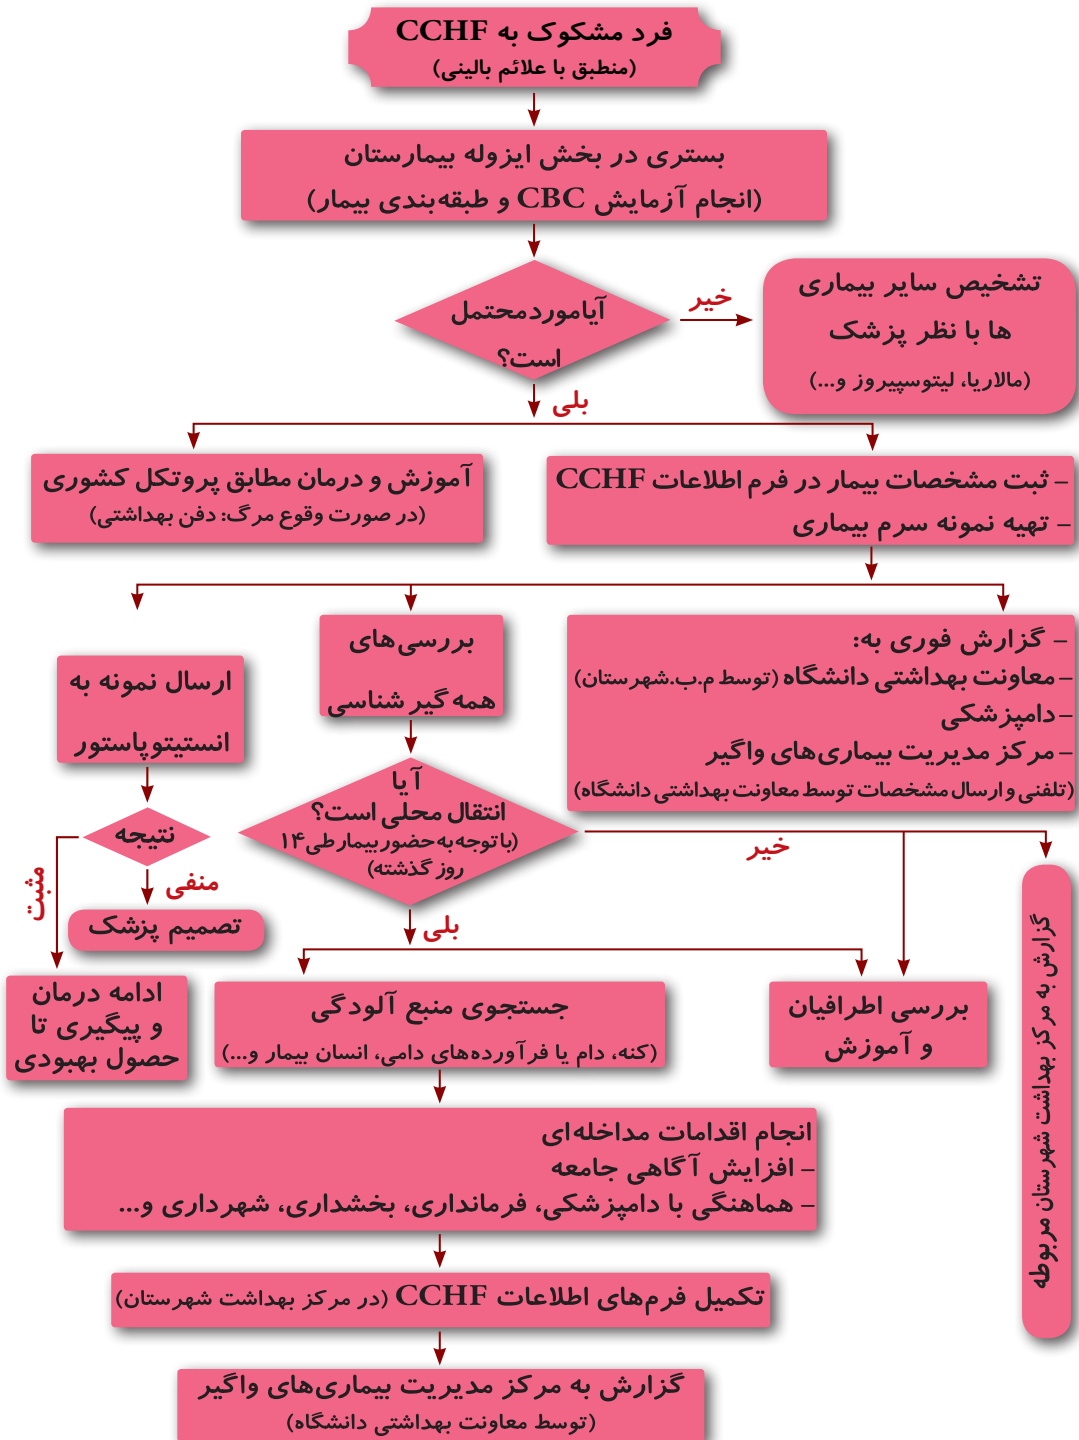 فرد مشکوک به CCHF
(منطبق با علائم بالینی)
بستری در بخش ایزوله بیمارستان
(انجام آزمایش CBC و طبقه‌بندی بیمار)
آیاموردمحتمل
است؟
خیر
تشخیص سایر بیماری
ها با نظر پزشک
(مالاریا، لپتوسپیروز و...)
بلی
– ثبت مشخصات بیمار در فرم اطلاعات CCHF
– تهیه نمونه سرم بیماری
آموزش و درمان مطابق پروتکل کشوری
(در صورت وقوع مرگ: دفن بهداشتی)
– گزارش فوری به:
– معاونت بهداشتی دانشگاه (توسط م.ب.شهرستان)
– دامپزشکی
– مرکز مدیریت بیماری‌های واگیر
(تلفنی و ارسال مشخصات توسط معاونت بهداشتی دانشگاه)
بررسی‌های
همه گیر شناسی
ارسال نمونه به
انستیتوپاستور
آیا
انتقال محلی است؟
(با توجه به حضور بیمار طی ۱۴
روز گذشته)
خیر
بلی
نتیجه
منفی
مثبت
تصمیم پزشک
ادامه درمان
و پیگیری تا
حصول بهبودی
گزارش به مرکز بهداشت شهرستان مربوطه
بررسی اطرافیان
و آموزش
جستجوی منبع آلودگی
(کنه، دام یا فرآورده‌های دامی، انسان بیمار و...)
انجام اقدامات مداخله‌ای
– افزایش آگاهی جامعه
– هماهنگی با دامپزشکی، فرمانداری، بخشداری، شهرداری و...
تکمیل فرم‌های اطلاعات CCHF (در مرکز بهداشت شهرستان)
گزارش به مرکز مدیریت بیماری‌های واگیر
(توسط معاونت بهداشتی دانشگاه)